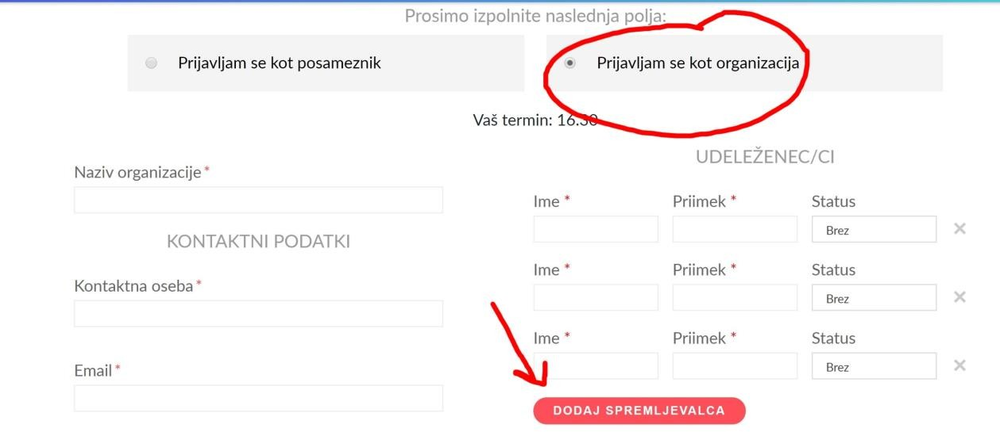 Prosimo izpolnite naslednja polja:
Prijavljam se kot posameznik
Prijavljam se kot organizacija
Vaš termin: 16.30
Naziv organizacije *
KONTAKTNI PODATKI
Kontaktna oseba *
Email *
UDELEŽENEC/CI
Ime * Priimek * Status
Brez
Ime * Priimek * Status
Brez
Ime * Priimek * Status
Brez
DODAJ SPREMLJEVALCA